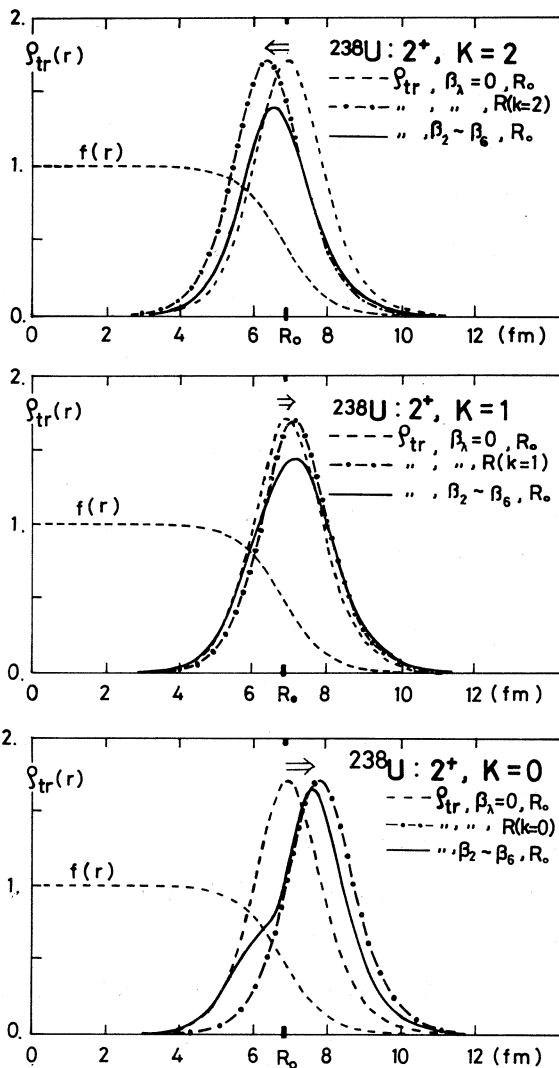 2.
ρtr(r)
²³⁸U : 2⁺, K = 2
ρtr , βλ = 0, R₀
〃 , 〃 , R(k=2)
〃 , β₂ ~ β₆ , R₀
f(r)
1.
0.
0 4 6 R₀ 8 10 12 (fm)
2.
ρtr(r)
²³⁸U : 2⁺, K = 1
ρtr , βλ = 0, R₀
〃 , 〃 , R(k=1)
〃 , β₂ ~ β₆ , R₀
f(r)
1.
0.
0 4 6 R₀ 8 10 12 (fm)
2.
ρtr(r)
²³⁸U : 2⁺, K = 0
ρtr , βλ = 0, R₀
〃 , 〃 , R(k=0)
〃 , β₂ ~ β₆ , R₀
f(r)
1.
0.
0 2 4 6 R₀ 8 10 12 (fm)